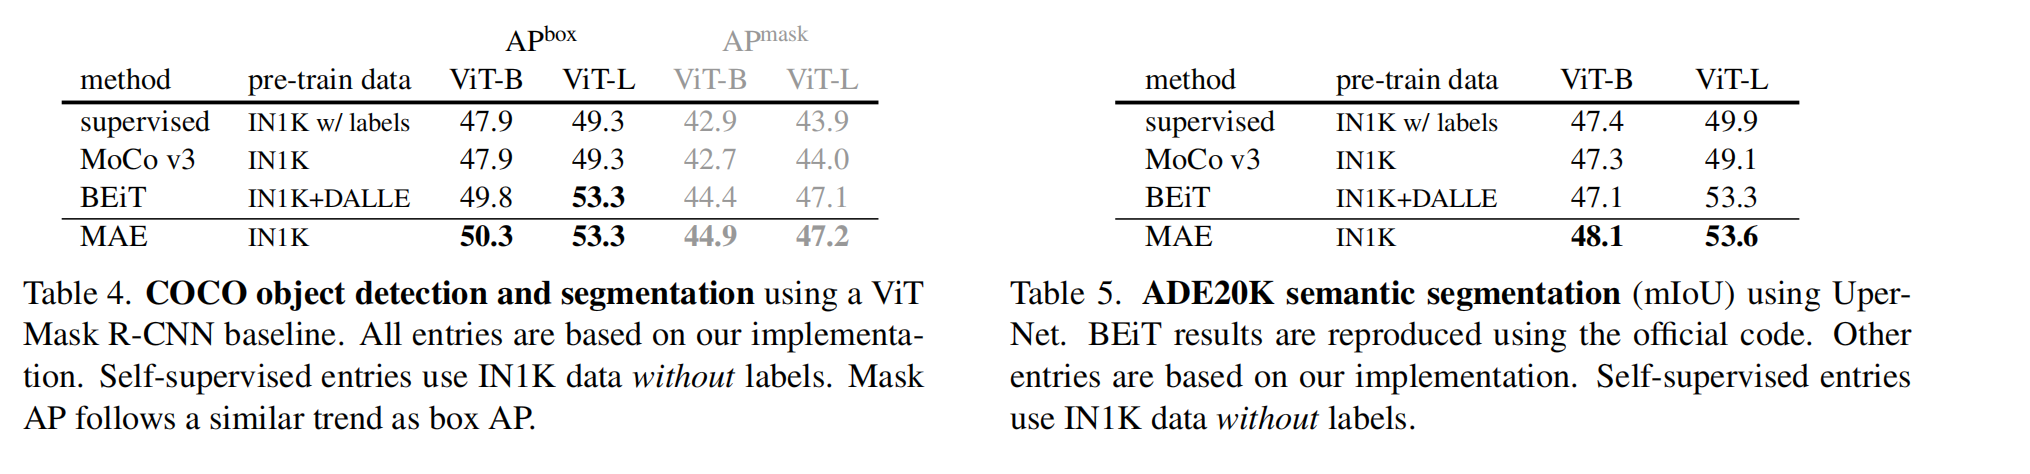 AP^box AP^mask
method pre-train data ViT-B ViT-L ViT-B ViT-L
supervised IN1K w/ labels 47.9 49.3 42.9 43.9
MoCo v3 IN1K 47.9 49.3 42.7 44.0
BEiT IN1K+DALLE 49.8 53.3 44.4 47.1
MAE IN1K 50.3 53.3 44.9 47.2
Table 4. COCO object detection and segmentation using a ViT
Mask R-CNN baseline. All entries are based on our implementa-
tion. Self-supervised entries use IN1K data without labels. Mask
AP follows a similar trend as box AP.
method pre-train data ViT-B ViT-L
supervised IN1K w/ labels 47.4 49.9
MoCo v3 IN1K 47.3 49.1
BEiT IN1K+DALLE 47.1 53.3
MAE IN1K 48.1 53.6
Table 5. ADE20K semantic segmentation (mIoU) using Uper-
Net. BEiT results are reproduced using the official code. Other
entries are based on our implementation. Self-supervised entries
use IN1K data without labels.